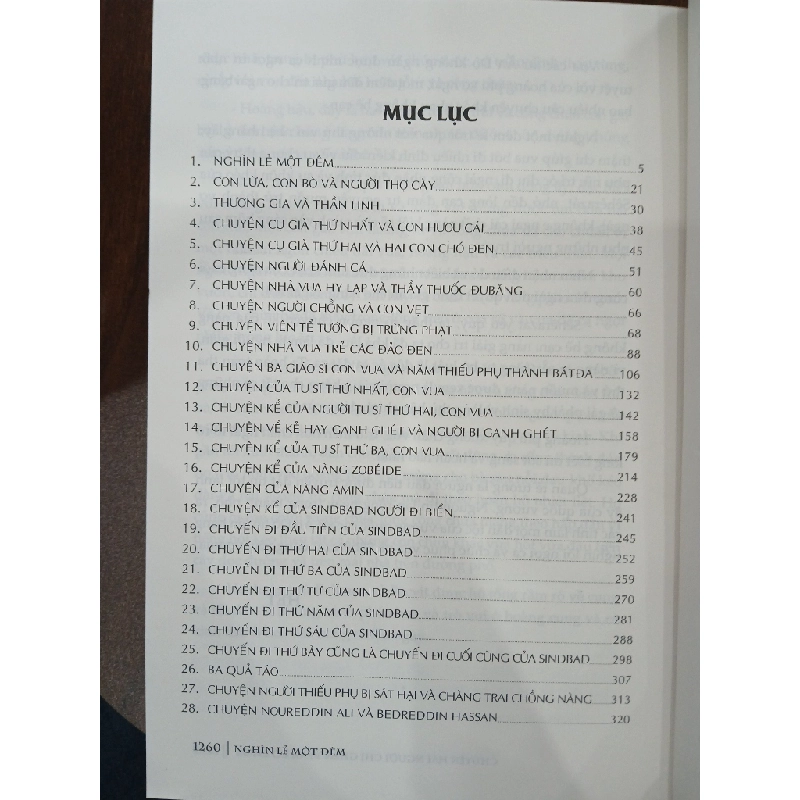 MỤC LỤC
1. NGHÌN LẺ MỘT ĐÊM 5
2. CON LỪA, CON BÒ VÀ NGƯỜI THỢ CÀY 21
3. THƯƠNG GIA VÀ THẦN LINH 30
4. CHUYỆN CỤ GIÀ THỨ NHẤT VÀ CON HƯƠU CÁI 38
5. CHUYỆN CỤ GIÀ THỨ HAI VÀ HAI CON CHÓ ĐEN 45
6. CHUYỆN NGƯỜI ĐÁNH CÁ 51
7. CHUYỆN NHÀ VUA HY LẠP VÀ THẦY THUỐC ĐUBĂNG 60
8. CHUYỆN NGƯỜI CHỒNG VÀ CON VẸT 66
9. CHUYỆN VIÊN TỂ TƯỚNG BỊ TRỪNG PHẠT 68
10. CHUYỆN NHÀ VUA TRẺ CÁC ĐẢO ĐEN 88
11. CHUYỆN BA GIÁO SĨ CON VUA VÀ NĂM THIẾU PHỤ THÀNH BÁTĐA 106
12. CHUYỆN CỦA TU SĨ THỨ NHẤT, CON VUA 132
13. CHUYỆN KỂ CỦA NGƯỜI TU SĨ THỨ HAI, CON VUA 142
14. CHUYỆN VỀ KẺ HAY GANH GHÉT VÀ NGƯỜI BỊ GANH GHÉT 158
15. CHUYỆN KỂ CỦA TU SĨ THỨ BA, CON VUA 179
16. CHUYỆN KỂ CỦA NÀNG ZOBÉIDE 214
17. CHUYỆN CỦA NÀNG AMIN 228
18. CHUYỆN KỂ CỦA SINDBAD NGƯỜI ĐI BIỂN 241
19. CHUYẾN ĐI ĐẦU TIÊN CỦA SINDBAD 245
20. CHUYẾN ĐI THỨ HAI CỦA SINDBAD 252
21. CHUYẾN ĐI THỨ BA CỦA SINDBAD 259
22. CHUYẾN ĐI THỨ TƯ CỦA SINDBAD 270
23. CHUYẾN ĐI THỨ NĂM CỦA SINDBAD 281
24. CHUYẾN ĐI THỨ SÁU CỦA SINDBAD 288
25. CHUYẾN ĐI THỨ BẢY CŨNG LÀ CHUYẾN ĐI CUỐI CÙNG CỦA SINDBAD 298
26. BA QUẢ TÁO 307
27. CHUYỆN NGƯỜI THIẾU PHỤ BỊ SÁT HẠI VÀ CHÀNG TRAI CHỒNG NÀNG 313
28. CHUYỆN NOUREDDIN ALI VÀ BEDREDDIN HASSAN 320
1260 | NGHÌN LẺ MỘT ĐÊM